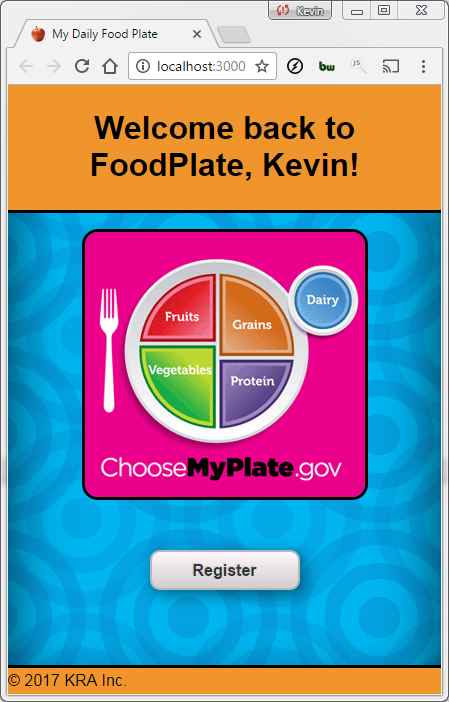 Kevin
My Daily Food Plate
localhost:3000
bw
JS
Welcome back to
FoodPlate, Kevin!
Fruits
Grains
Dairy
Vegetables
Protein
ChooseMyPlate.gov
Register
© 2017 KRA Inc.